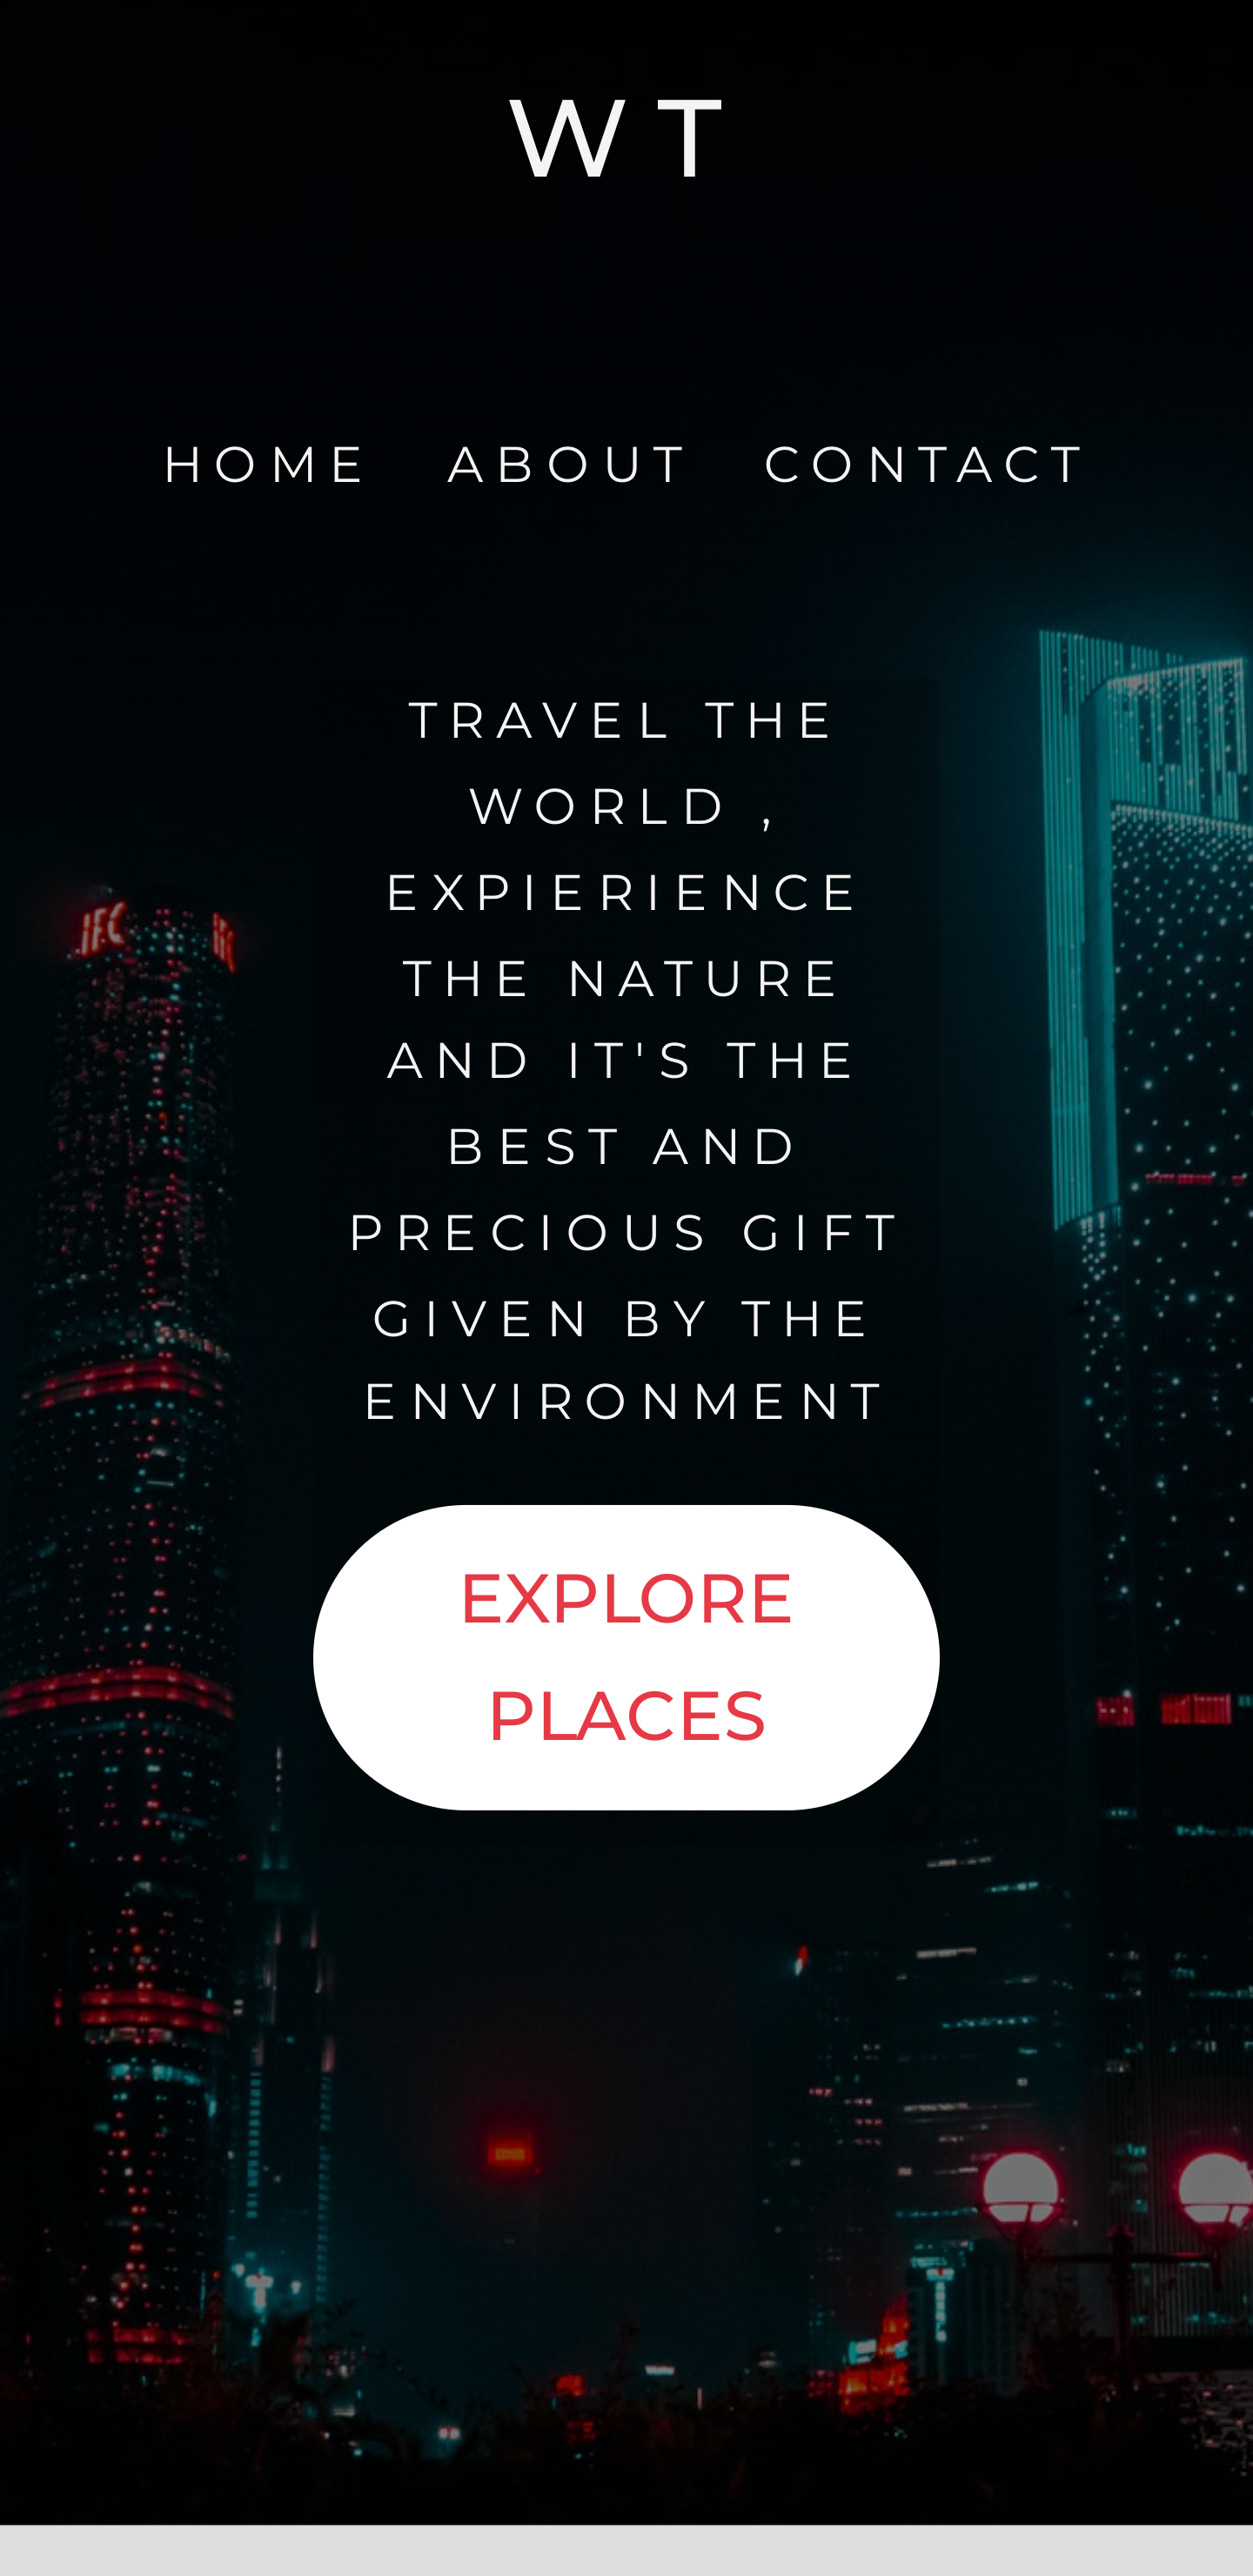 WT
HOME ABOUT CONTACT
TRAVEL THE
WORLD ,
EXPIERIENCE
THE NATURE
AND IT'S THE
BEST AND
PRECIOUS GIFT
GIVEN BY THE
ENVIRONMENT
EXPLORE
PLACES
IFC